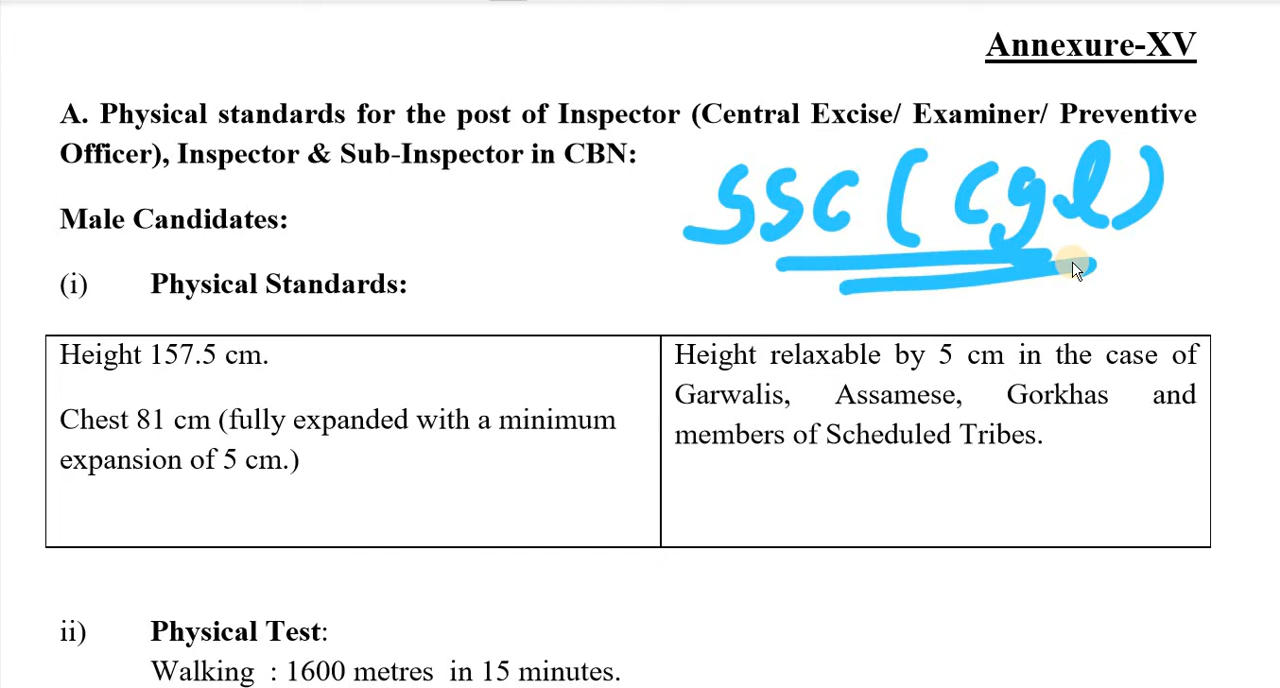 Annexure-XV
A. Physical standards for the post of Inspector (Central Excise/ Examiner/ Preventive
Officer), Inspector & Sub-Inspector in CBN:
SSC (cgl)
Male Candidates:
(i) Physical Standards:
Height 157.5 cm.
Chest 81 cm (fully expanded with a minimum
expansion of 5 cm.)
Height relaxable by 5 cm in the case of
Garwalis, Assamese, Gorkhas and
members of Scheduled Tribes.
ii) Physical Test:
Walking : 1600 metres in 15 minutes.